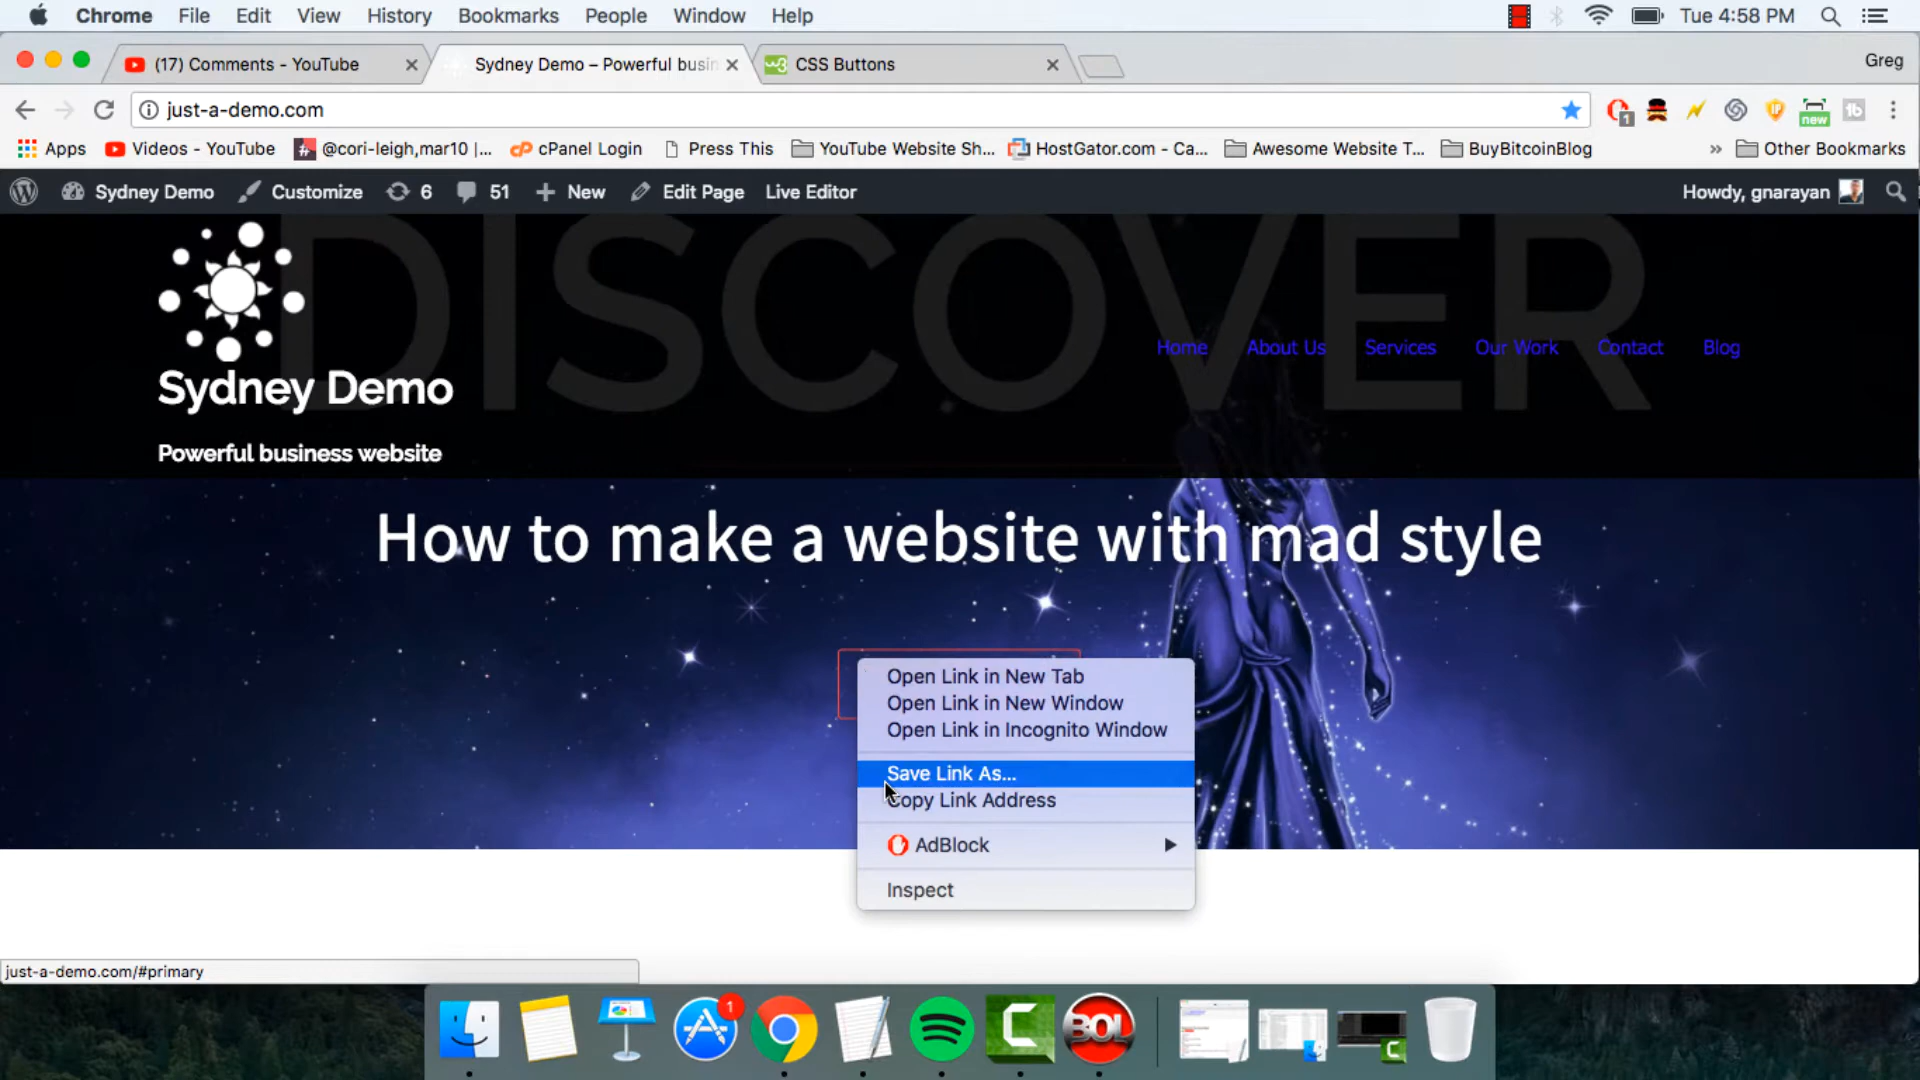 Chrome File Edit View History Bookmarks People Window Help Tue 4:58 PM
(17) Comments - YouTube Sydney Demo – Powerful busin CSS Buttons Greg
just-a-demo.com 1 new
Apps Videos - YouTube @cori-leigh,mar10 |... cPanel Login Press This YouTube Website Sh... HostGator.com - Ca... Awesome Website T... BuyBitcoinBlog » Other Bookmarks
Sydney Demo Customize 6 51 New Edit Page Live Editor Howdy, gnarayan
DISCOVER
Home About Us Services Our Work Contact Blog
Sydney Demo
Powerful business website
How to make a website with mad style
Open Link in New Tab
Open Link in New Window
Open Link in Incognito Window
Save Link As...
Copy Link Address
AdBlock
Inspect
just-a-demo.com/#primary
1
BOL